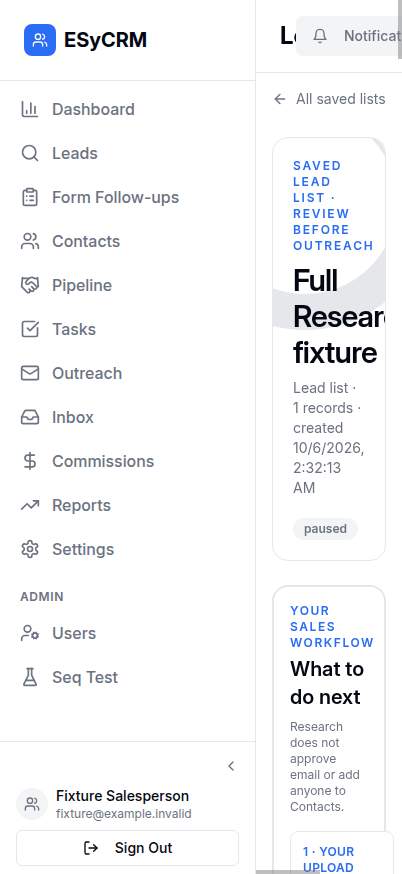 ESyCRM
Dashboard
Leads
Form Follow-ups
Contacts
Pipeline
Tasks
Outreach
Inbox
Commissions
Reports
Settings
ADMIN
Users
Seq Test
Fixture Salesperson
fixture@example.invalid
Sign Out
Notificat
All saved lists
SAVED
LEAD
LIST ·
REVIEW
BEFORE
OUTREACH
Full
Resear
fixture
Lead list ·
1 records ·
created
10/6/2026,
2:32:13
AM
paused
YOUR
SALES
WORKFLOW
What to
do next
Research
does not
approve
email or add
anyone to
Contacts.
1 · YOUR
UPLOAD